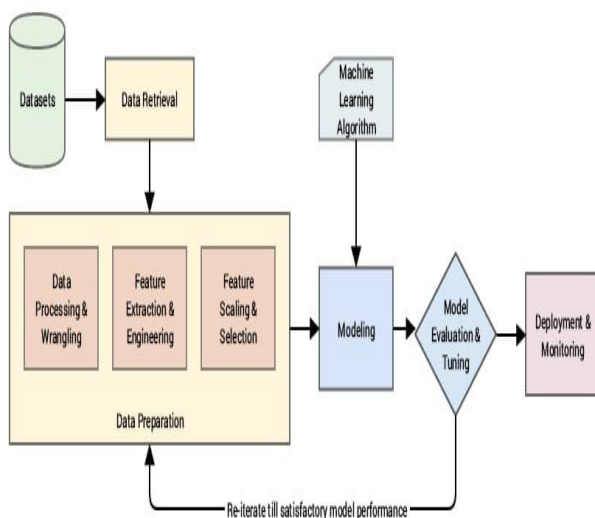 Datasets
Data Retrieval
Machine
Learning
Algorithm
Data
Processing &
Wrangling
Feature
Extraction &
Engineering
Feature
Scaling &
Selection
Data Preparation
Modeling
Model
Evaluation &
Tuning
Deployment &
Monitoring
Re-iterate till satisfactory model performance